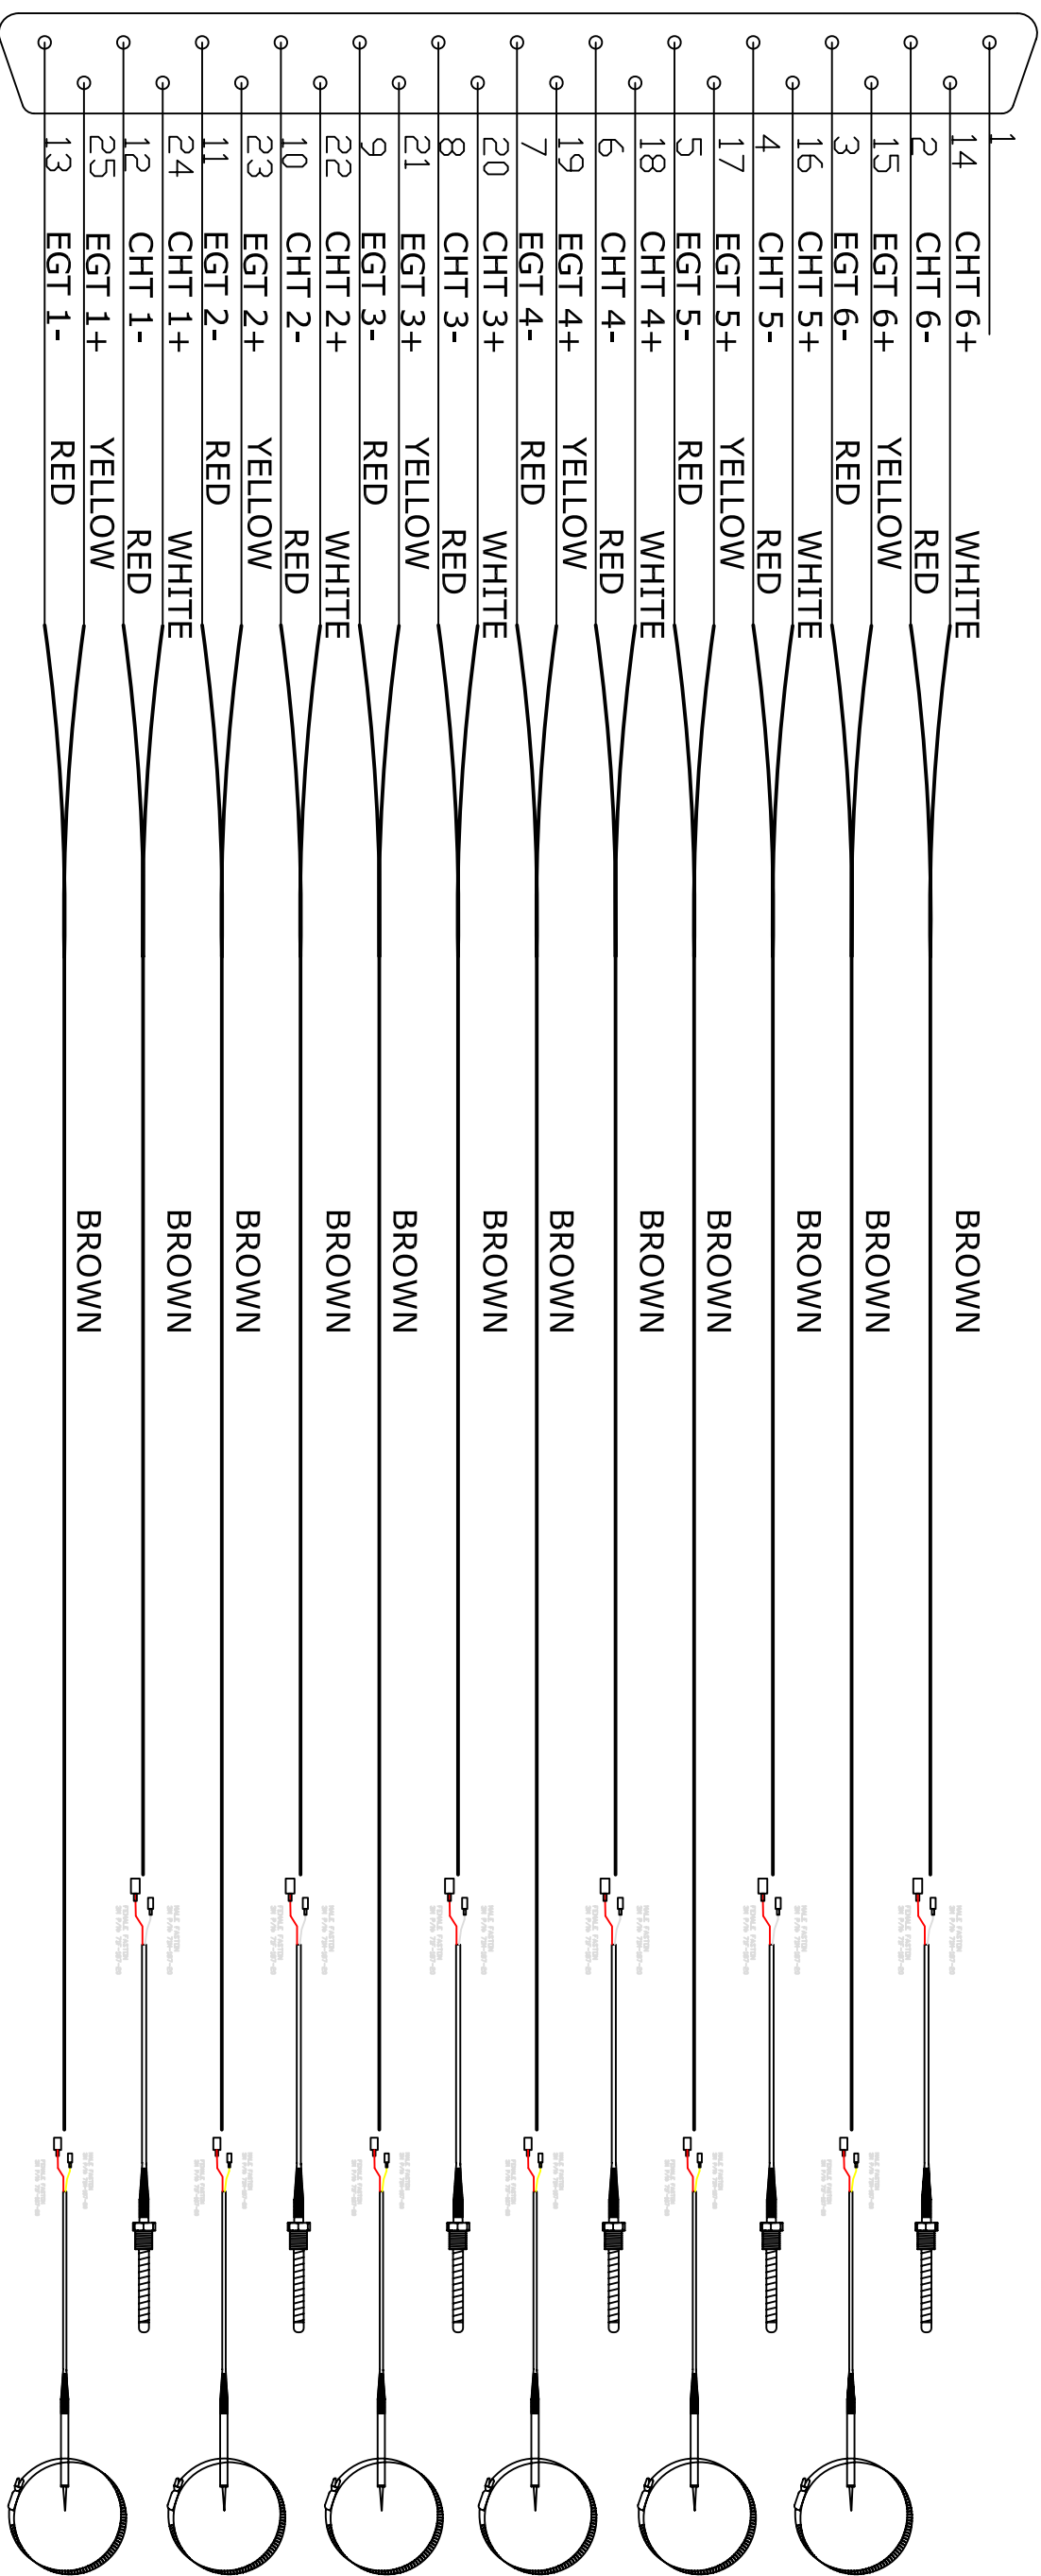 1
14 CHT 6+ WHITE BROWN
2 CHT 6- RED
15 EGT 6+ YELLOW BROWN
3 EGT 6- RED
16 CHT 5+ WHITE BROWN
4 CHT 5- RED
17 EGT 5+ YELLOW BROWN
5 EGT 5- RED
18 CHT 4+ WHITE BROWN
6 CHT 4- RED
19 EGT 4+ YELLOW BROWN
7 EGT 4- RED
20 CHT 3+ WHITE BROWN
8 CHT 3- RED
21 EGT 3+ YELLOW BROWN
9 EGT 3- RED
22 CHT 2+ WHITE BROWN
10 CHT 2- RED
23 EGT 2+ YELLOW BROWN
11 EGT 2- RED
24 CHT 1+ WHITE BROWN
12 CHT 1- RED
25 EGT 1+ YELLOW BROWN
13 EGT 1- RED